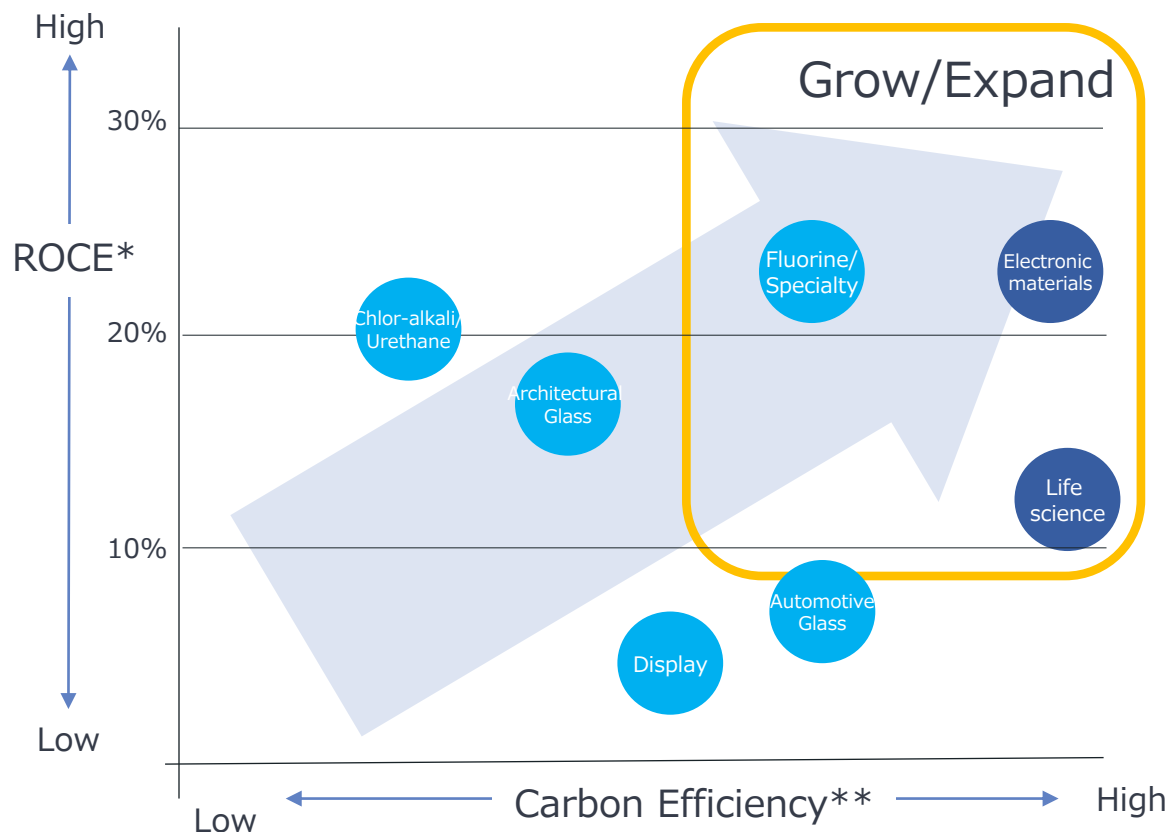 High
Grow/Expand
30%
ROCE*
Fluorine/
Specialty
Electronic
materials
Chlor-alkali/
Urethane
20%
Architectural
Glass
Life
science
10%
Automotive
Glass
Display
Low
Low
Carbon Efficiency**
High